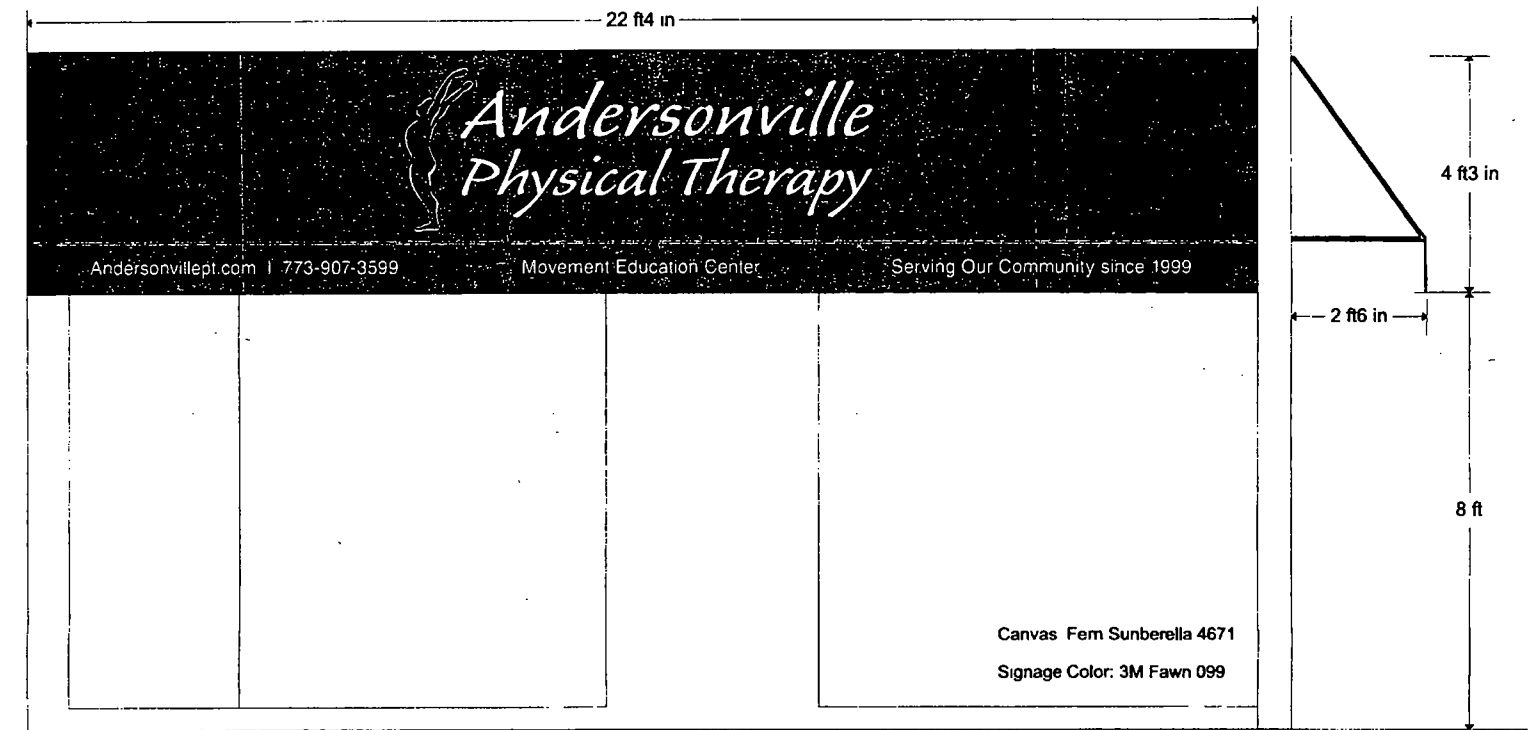 22 ft4 in
Andersonville
Physical Therapy
4 ft3 in
Andersonvillept.com | 773-907-3599 Movement Education Center Serving Our Community since 1999
2 ft6 in
8 ft
Canvas Fern Sunberella 4671
Signage Color: 3M Fawn 099